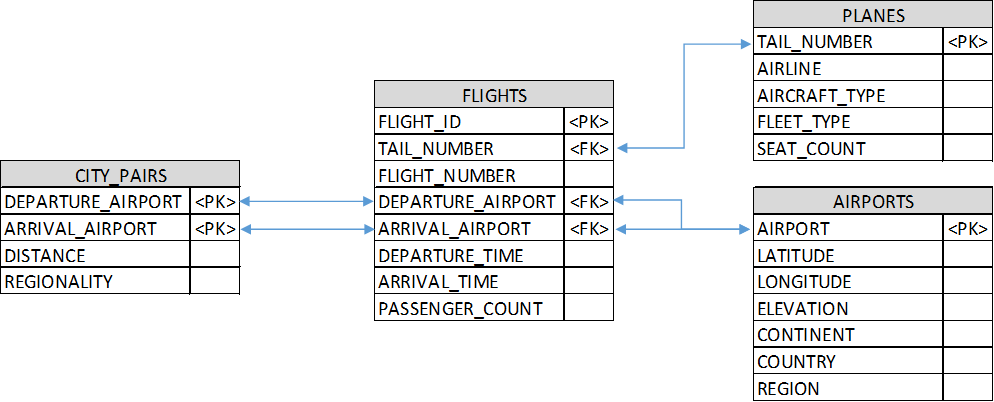 PLANES
TAIL_NUMBER <PK>
AIRLINE
AIRCRAFT_TYPE
FLEET_TYPE
SEAT_COUNT
FLIGHTS
FLIGHT_ID <PK>
TAIL_NUMBER <FK>
FLIGHT_NUMBER
DEPARTURE_AIRPORT <FK>
ARRIVAL_AIRPORT <FK>
DEPARTURE_TIME
ARRIVAL_TIME
PASSENGER_COUNT
CITY_PAIRS
DEPARTURE_AIRPORT <PK>
ARRIVAL_AIRPORT <PK>
DISTANCE
REGIONALITY
AIRPORTS
AIRPORT <PK>
LATITUDE
LONGITUDE
ELEVATION
CONTINENT
COUNTRY
REGION